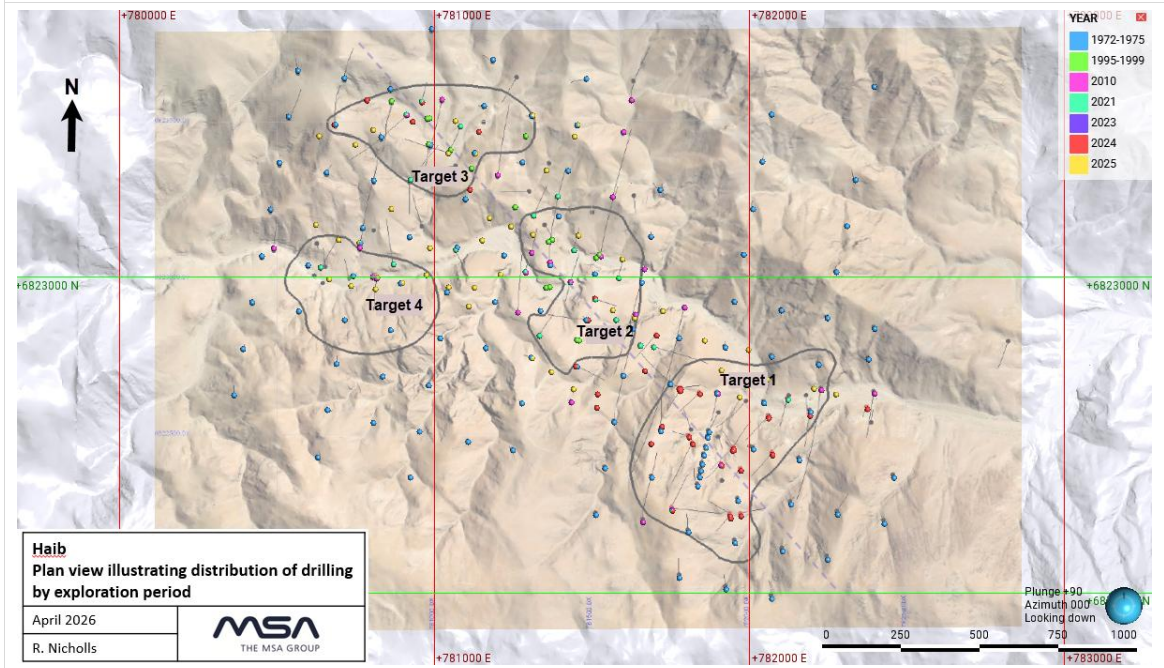 +780000 E
+781000 E
+782000 E
YEAR
1972-1975
1995-1999
2010
2021
2023
2024
2025
N
Target 3
+6823000 N
+6823000 N
Target 4
Target 2
Target 1
Haib
Plan view illustrating distribution of drilling
by exploration period
April 2026
R. Nicholls
MSA
THE MSA GROUP
Plunge +90
Azimuth 000
Looking down
0 250 500 750 1000
+781000 E
+782000 E
+783000 E